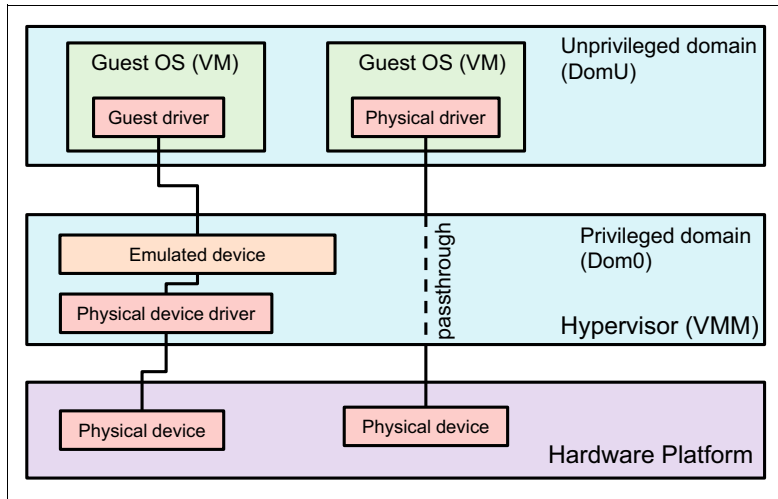 Guest OS (VM)
Guest driver
Guest OS (VM)
Physical driver
Unprivileged domain
(DomU)
Emulated device
Physical device driver
passthrough
Privileged domain
(Dom0)
Hypervisor (VMM)
Physical device
Physical device
Hardware Platform